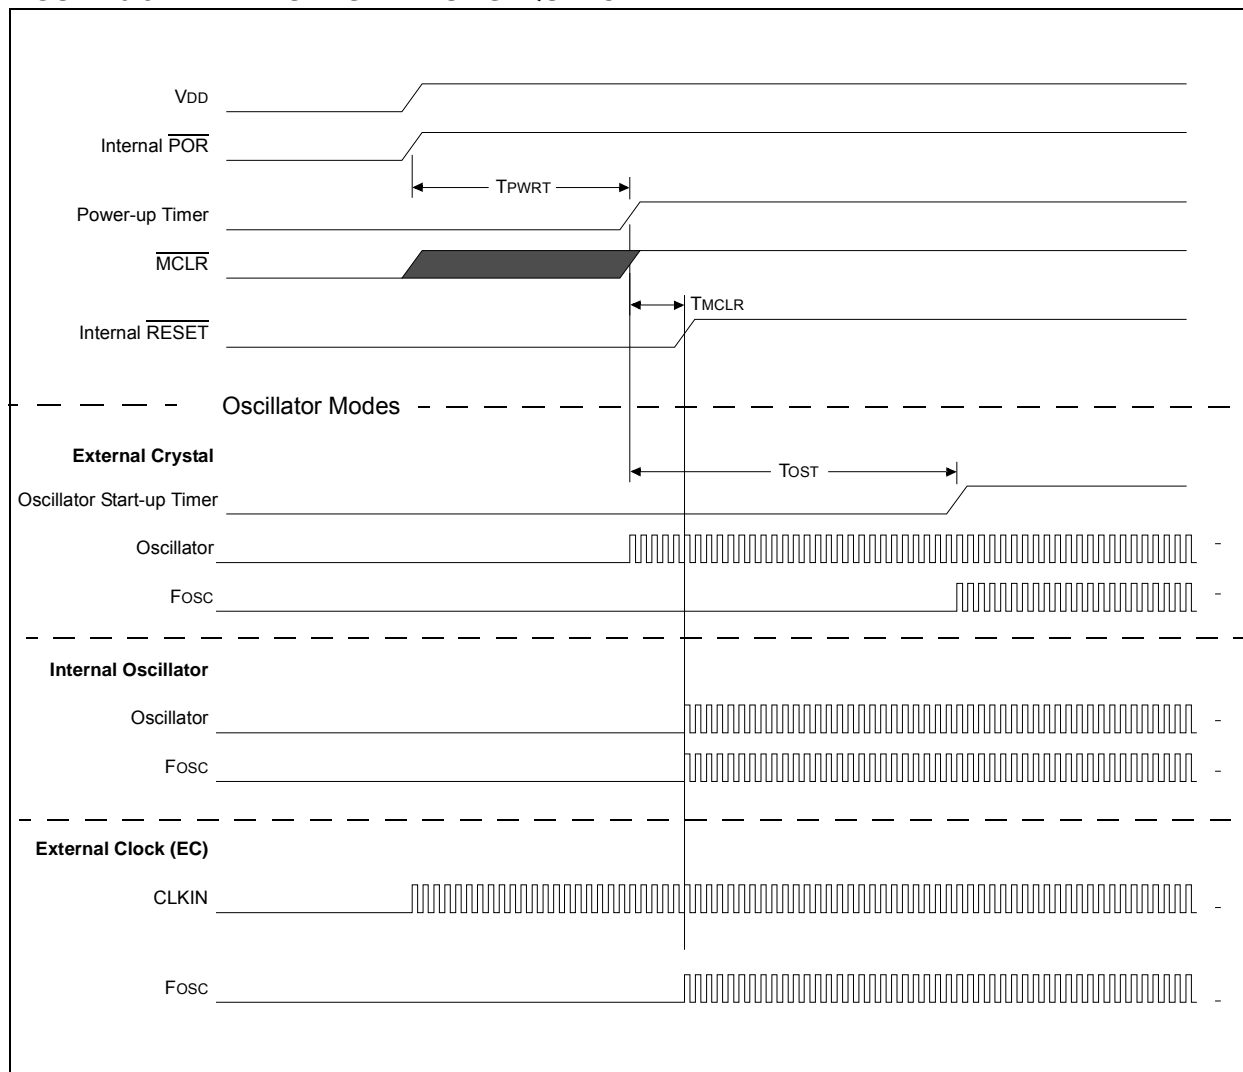 VDD
Internal POR
TPWRT
Power-up Timer
MCLR
TMCLR
Internal RESET
Oscillator Modes
External Crystal
TOST
Oscillator Start-up Timer
Oscillator
FOSC
Internal Oscillator
Oscillator
FOSC
External Clock (EC)
CLKIN
FOSC